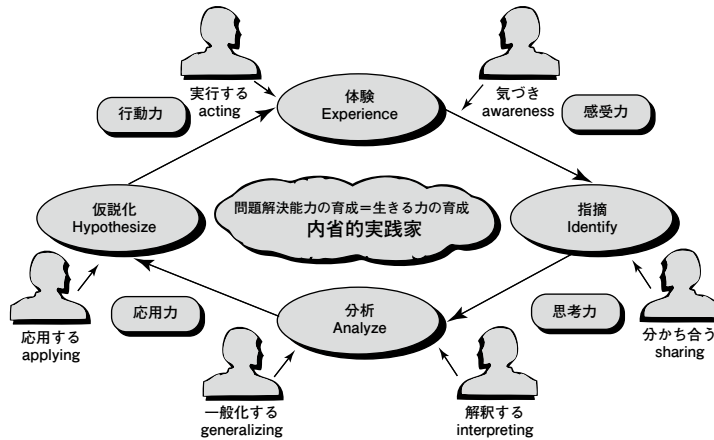 実行する
acting
体験
Experience
気づき
awareness
行動力
感受力
仮説化
Hypothesize
問題解決能力の育成＝生きる力の育成
内省的実践家
指摘
Identify
応用する
applying
応用力
分析
Analyze
思考力
分かち合う
sharing
一般化する
generalizing
解釈する
interpreting